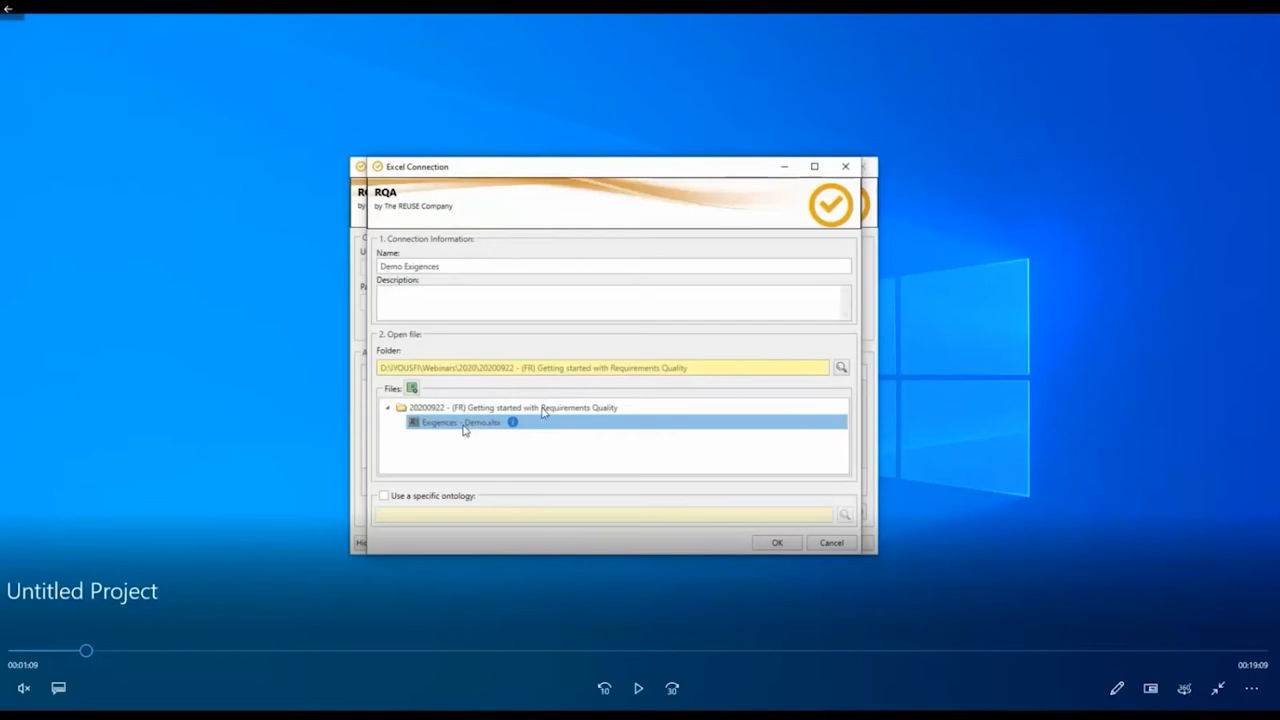 Excel Connection
RQA
by The REUSE Company
1. Connection Information:
Name:
Demo Exigences
Description:
2. Open file:
Folder:
D:\IYOUSFI\Webinars\2020\20200922 - (FR) Getting started with Requirements Quality
Files:
20200922 - (FR) Getting started with Requirements Quality
Exigences - Demo.xlsx
Use a specific ontology:
OK Cancel
Untitled Project
00:01:09 00:19:09
10 30